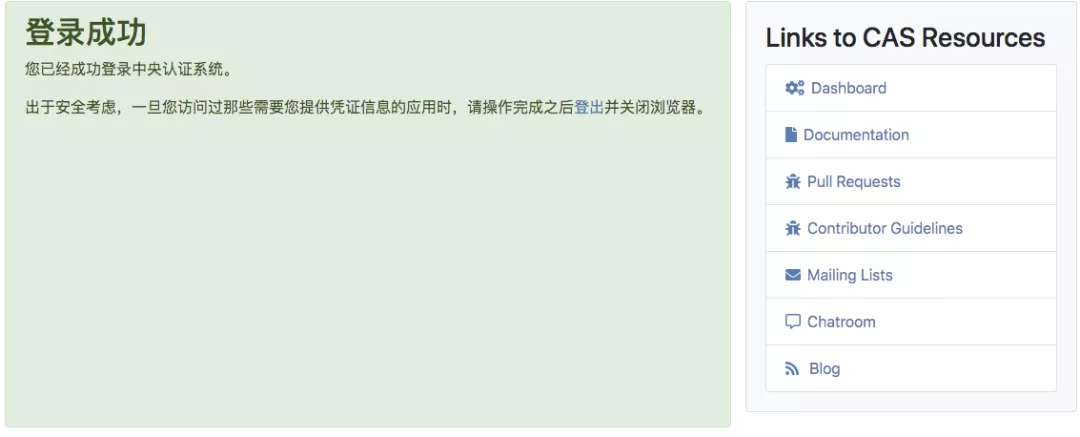 登录成功
您已经成功登录中央认证系统。
出于安全考虑，一旦您访问过那些需要您提供凭证信息的应用时，请操作完成之后登出并关闭浏览器。
Links to CAS Resources
Dashboard
Documentation
Pull Requests
Contributor Guidelines
Mailing Lists
Chatroom
Blog